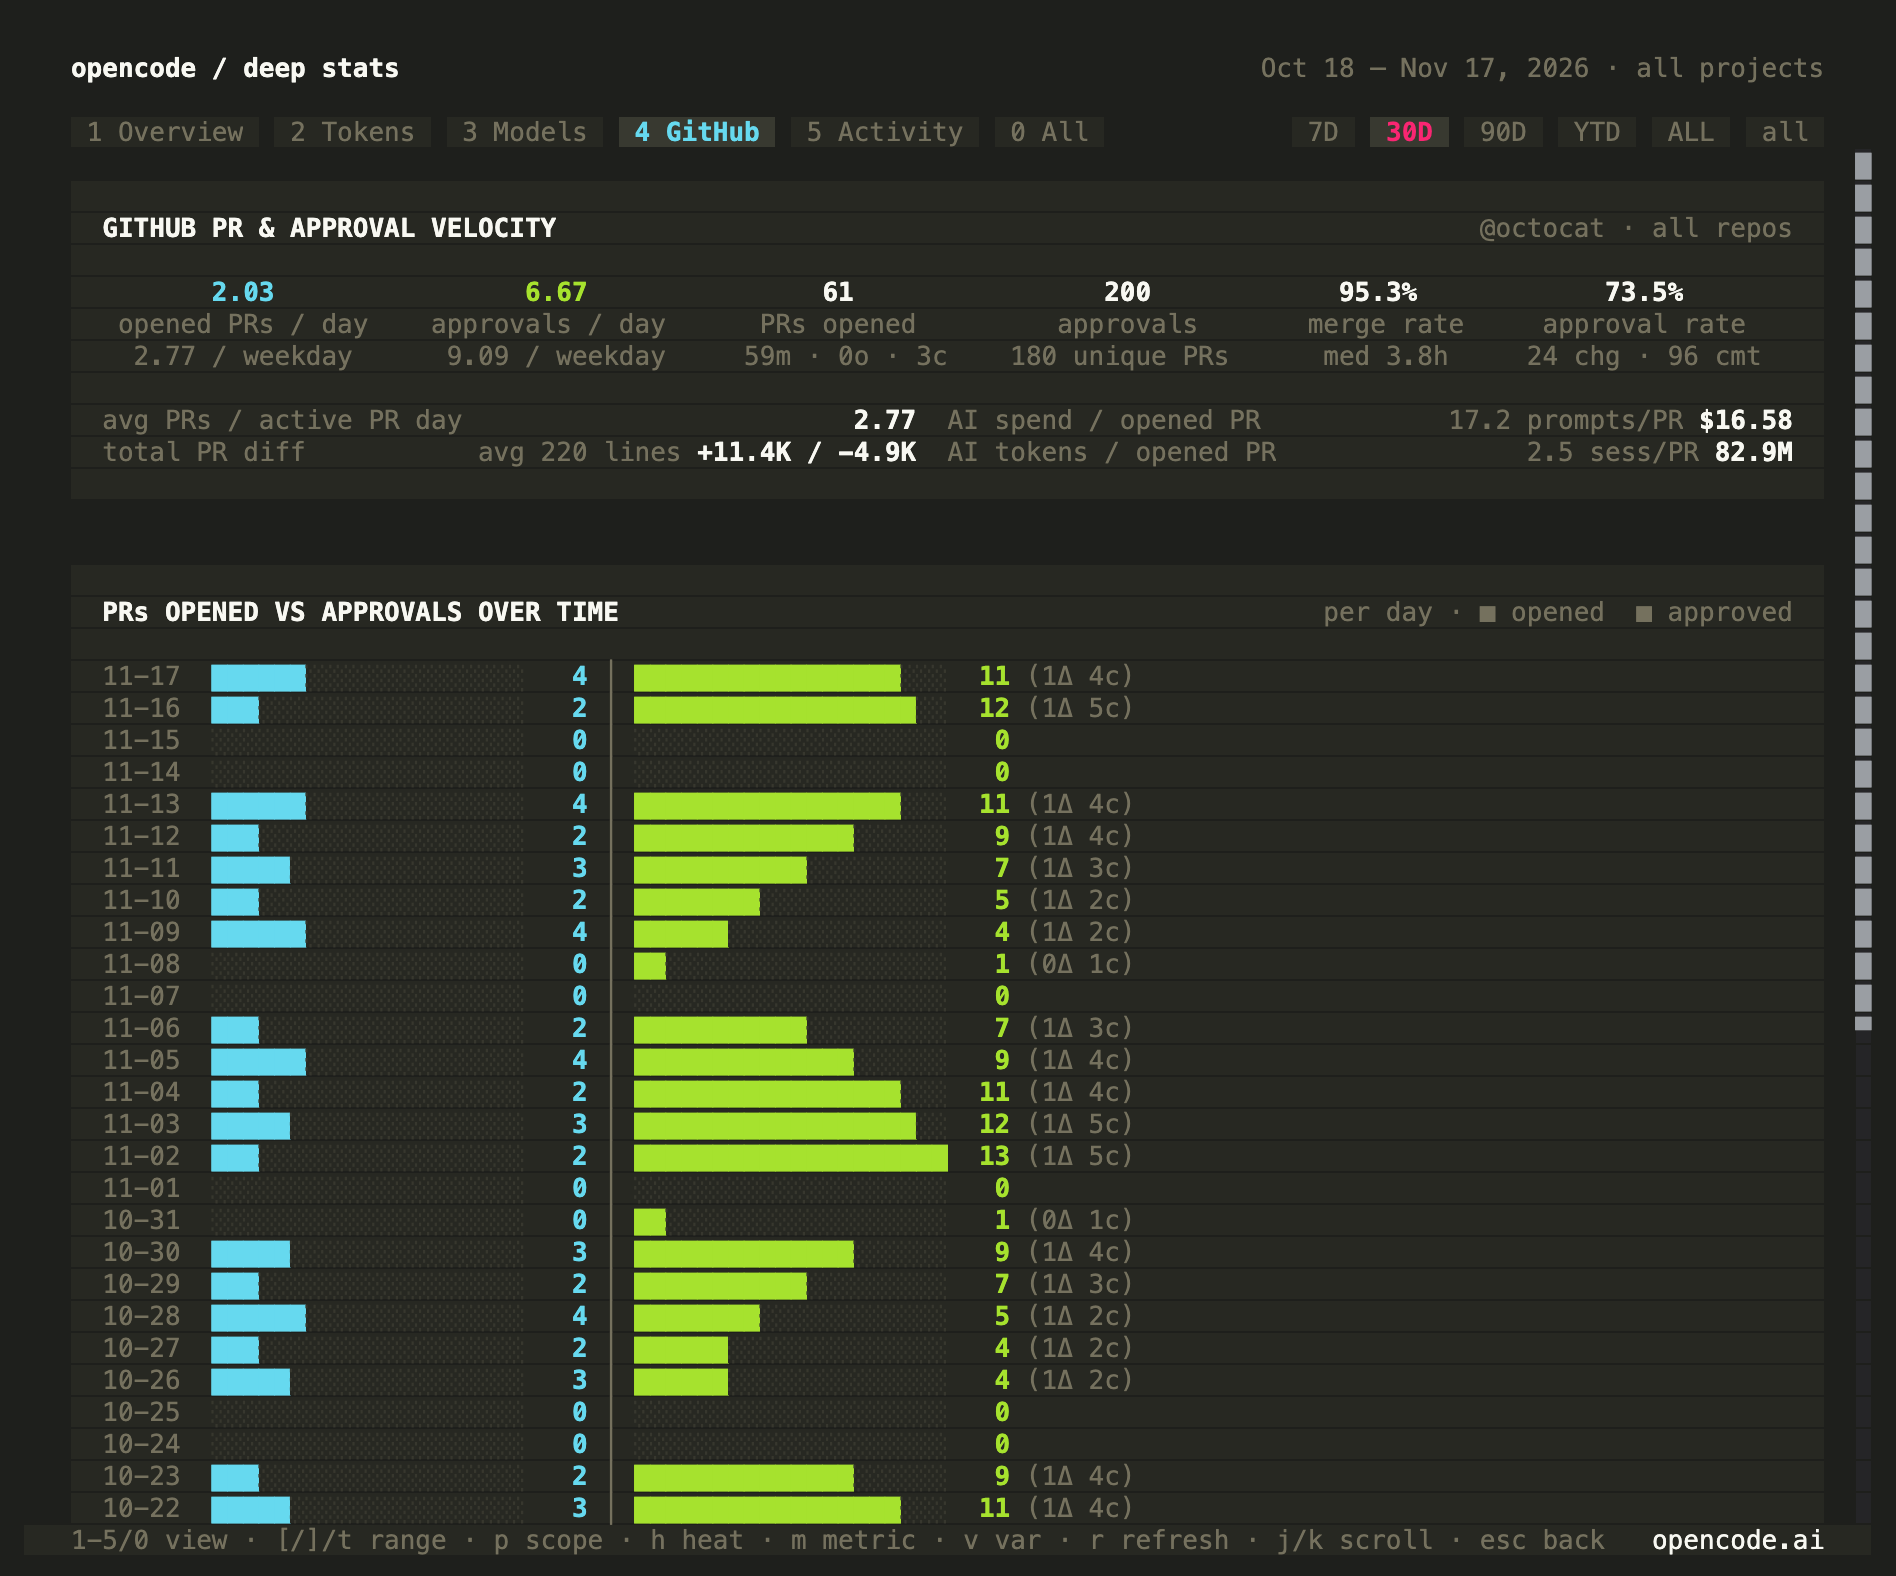 opencode / deep stats Oct 18 – Nov 17, 2026 · all projects
1 Overview 2 Tokens 3 Models 4 GitHub 5 Activity 0 All 7D 30D 90D YTD ALL all
GITHUB PR & APPROVAL VELOCITY @octocat · all repos
2.03 6.67 61 200 95.3% 73.5%
opened PRs / day approvals / day PRs opened approvals merge rate approval rate
2.77 / weekday 9.09 / weekday 59m · 0o · 3c 180 unique PRs med 3.8h 24 chg · 96 cmt
avg PRs / active PR day 2.77 AI spend / opened PR 17.2 prompts/PR $16.58
total PR diff avg 220 lines +11.4K / −4.9K AI tokens / opened PR 2.5 sess/PR 82.9M
PRs OPENED VS APPROVALS OVER TIME per day · ■ opened ■ approved
11−17 4 11 (1Δ 4c)
11−16 2 12 (1Δ 5c)
11−15 0 0
11−14 0 0
11−13 4 11 (1Δ 4c)
11−12 2 9 (1Δ 4c)
11−11 3 7 (1Δ 3c)
11−10 2 5 (1Δ 2c)
11−09 4 4 (1Δ 2c)
11−08 0 1 (0Δ 1c)
11−07 0 0
11−06 2 7 (1Δ 3c)
11−05 4 9 (1Δ 4c)
11−04 2 11 (1Δ 4c)
11−03 3 12 (1Δ 5c)
11−02 2 13 (1Δ 5c)
11−01 0 0
10−31 0 1 (0Δ 1c)
10−30 3 9 (1Δ 4c)
10−29 2 7 (1Δ 3c)
10−28 4 5 (1Δ 2c)
10−27 2 4 (1Δ 2c)
10−26 3 4 (1Δ 2c)
10−25 0 0
10−24 0 0
10−23 2 9 (1Δ 4c)
10−22 3 11 (1Δ 4c)
1−5/0 view · [/]/t range · p scope · h heat · m metric · v var · r refresh · j/k scroll · esc back opencode.ai